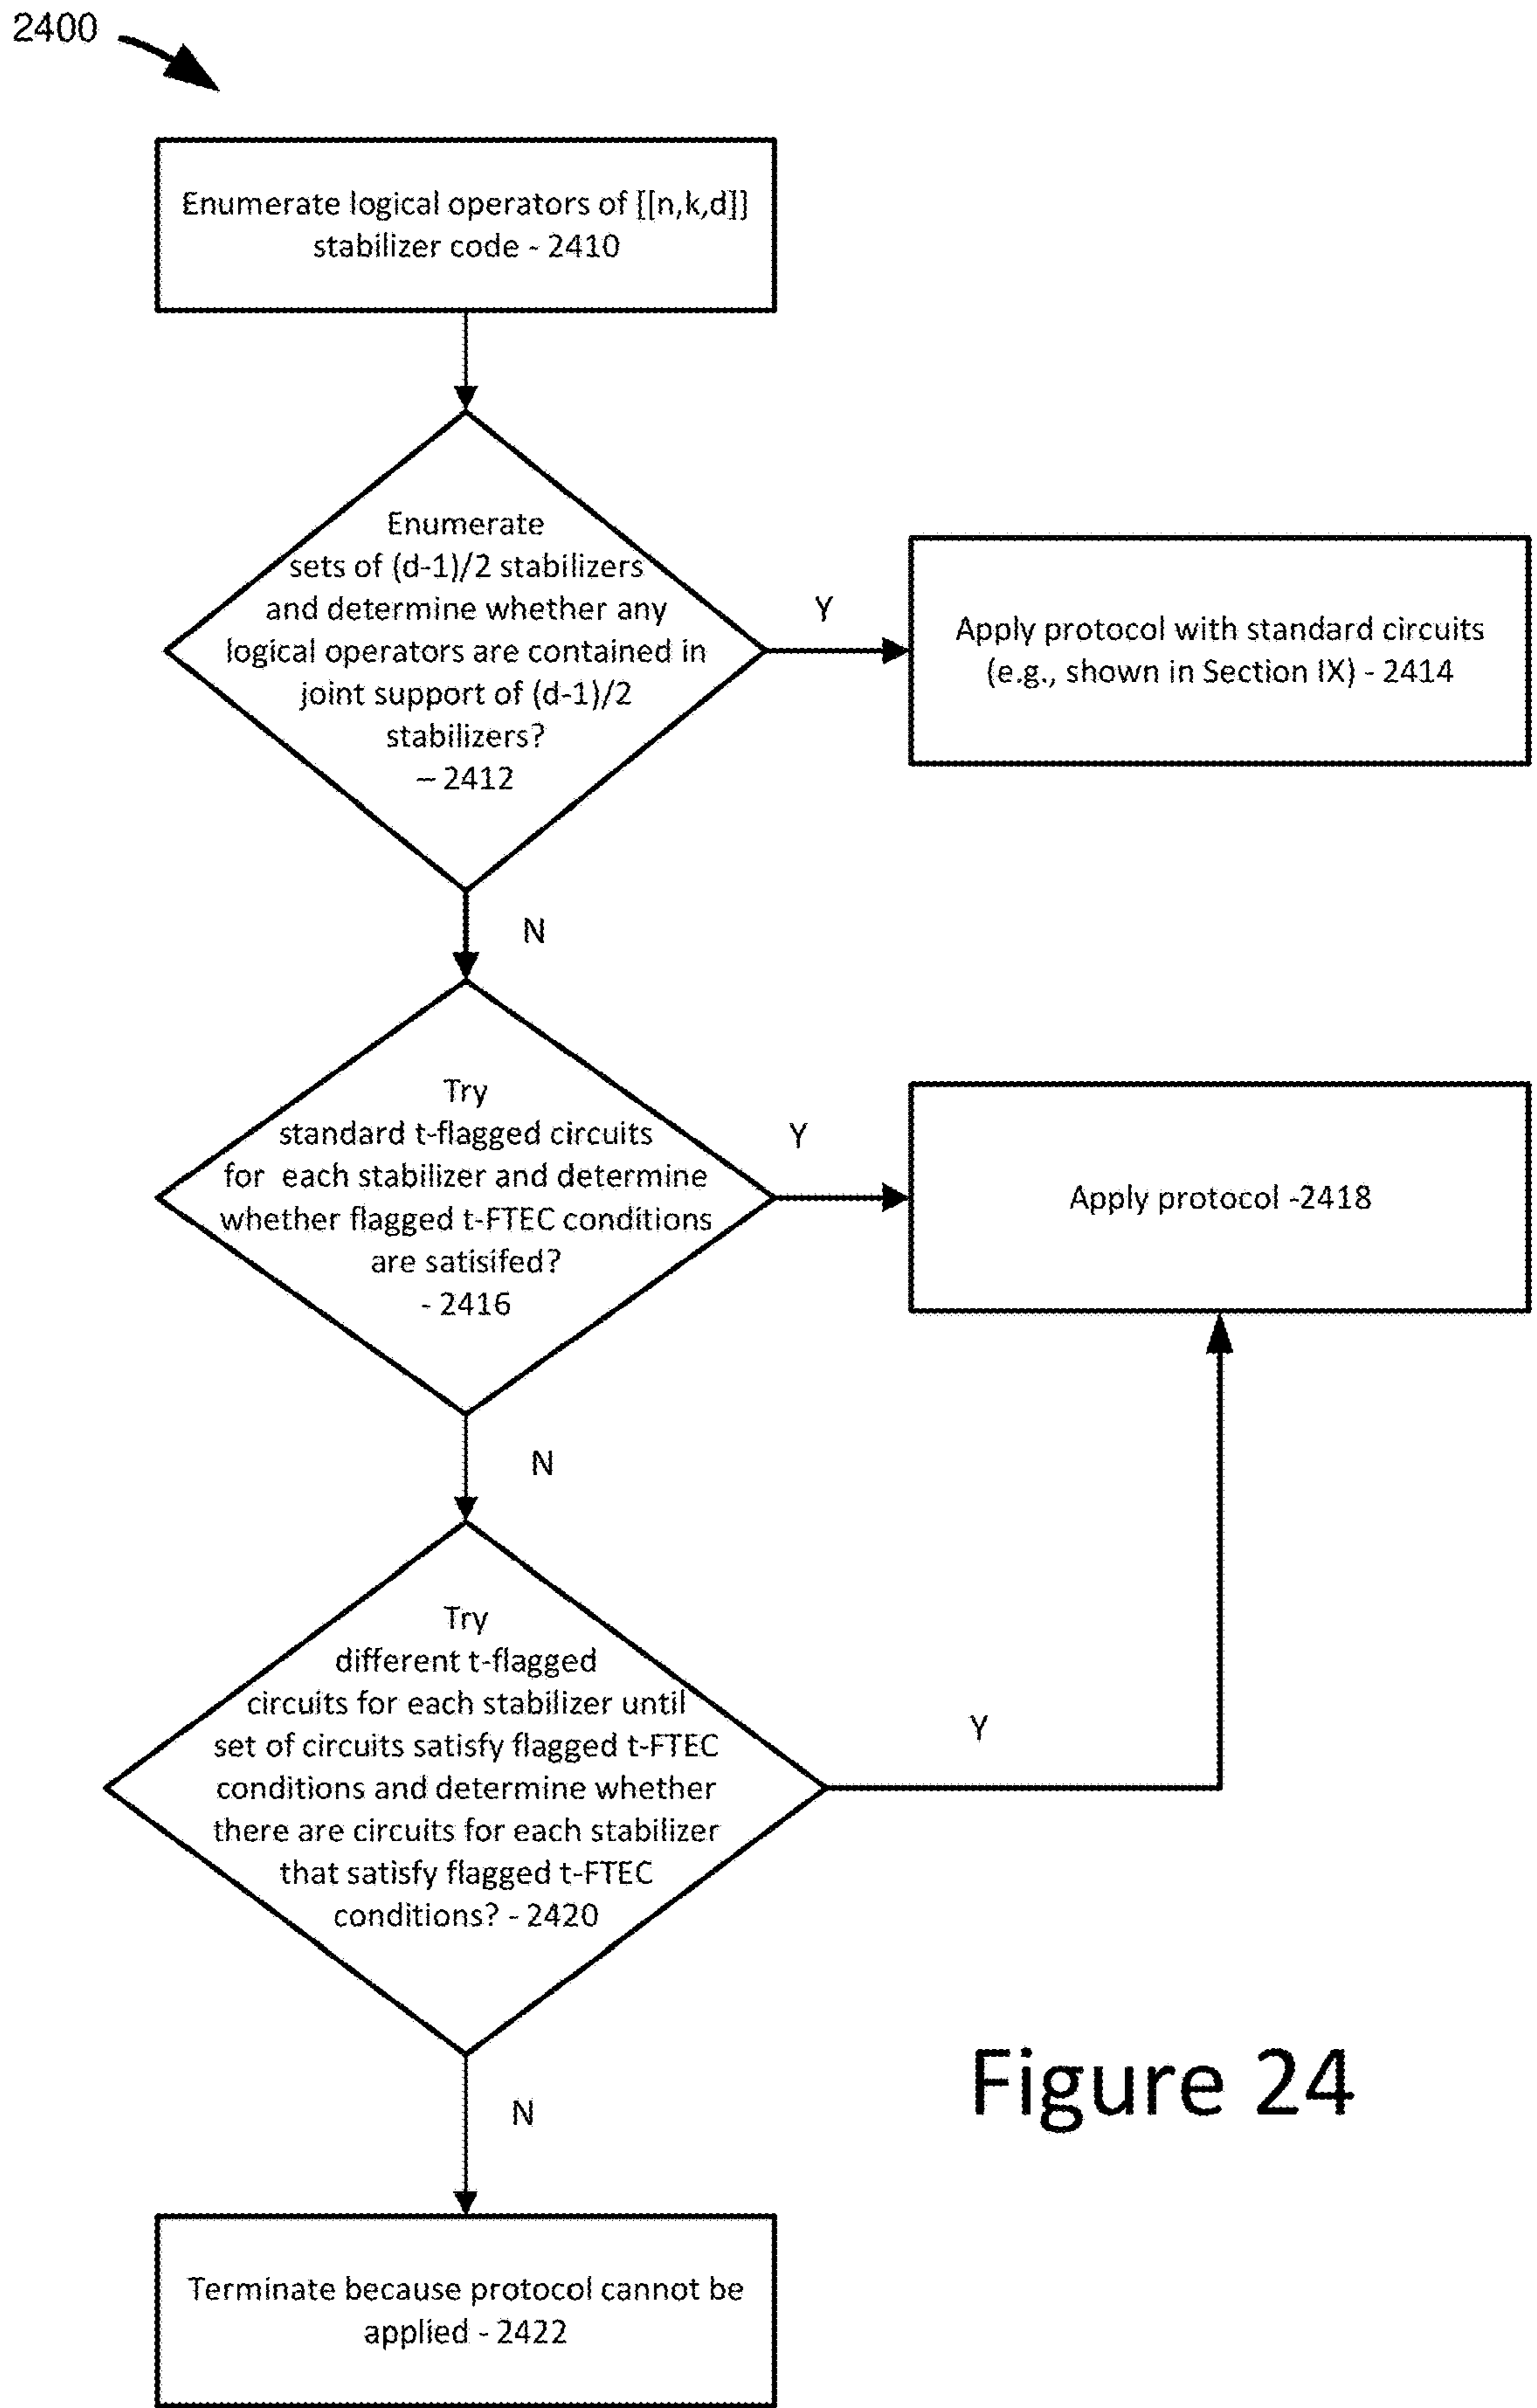 2400
Enumerate logical operators of [[n,k,d]]
stabilizer code - 2410
Enumerate
sets of (d-1)/2 stabilizers
and determine whether any
logical operators are contained in
joint support of (d-1)/2
stabilizers?
– 2412
Y
Apply protocol with standard circuits
(e.g., shown in Section IX) - 2414
N
Try
standard t-flagged circuits
for each stabilizer and determine
whether flagged t-FTEC conditions
are satisifed?
- 2416
Y
Apply protocol -2418
N
Try
different t-flagged
circuits for each stabilizer until
set of circuits satisfy flagged t-FTEC
conditions and determine whether
there are circuits for each stabilizer
that satisfy flagged t-FTEC
conditions? - 2420
Y
N
Terminate because protocol cannot be
applied - 2422
Figure 24